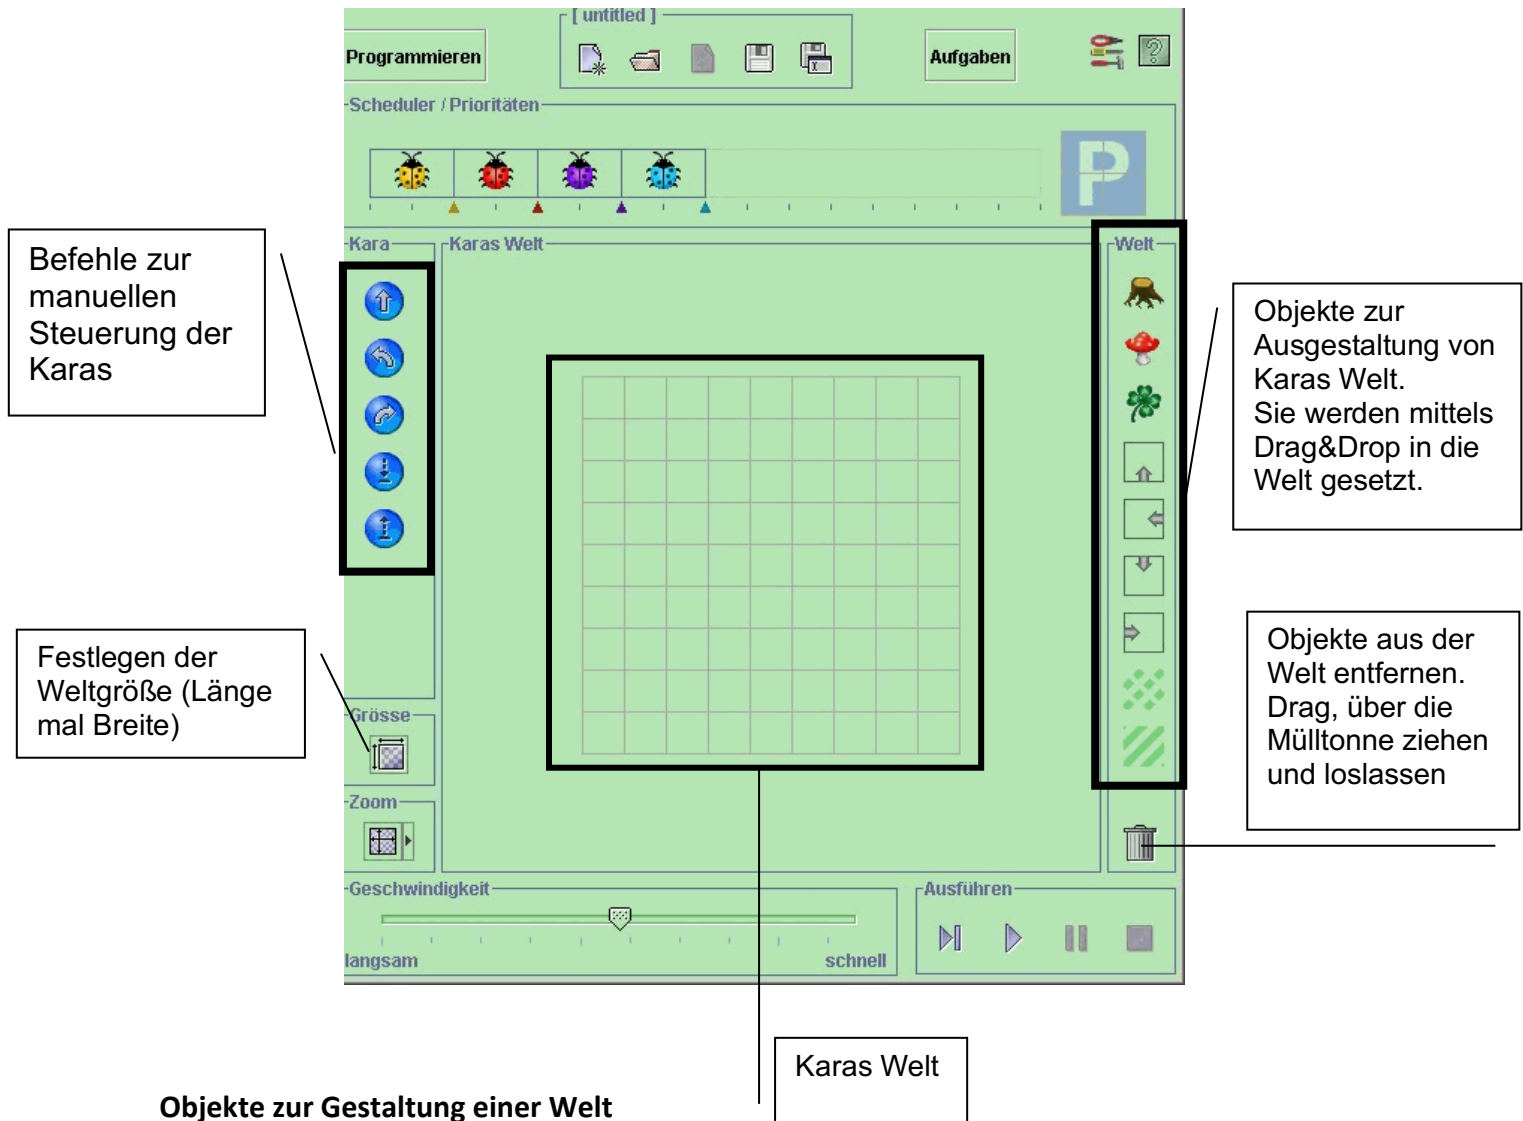 [ untitled ]
Programmieren
Aufgaben
Scheduler / Prioritäten
P
Kara
Karas Welt
Welt
Befehle zur
manuellen
Steuerung der
Karas
Objekte zur
Ausgestaltung von
Karas Welt.
Sie werden mittels
Drag&Drop in die
Welt gesetzt.
Festlegen der
Weltgröße (Länge
mal Breite)
Objekte aus der
Welt entfernen.
Drag, über die
Mülltonne ziehen
und loslassen
Grösse
Zoom
Geschwindigkeit
langsam
schnell
Ausführen
Karas Welt
Objekte zur Gestaltung einer Welt